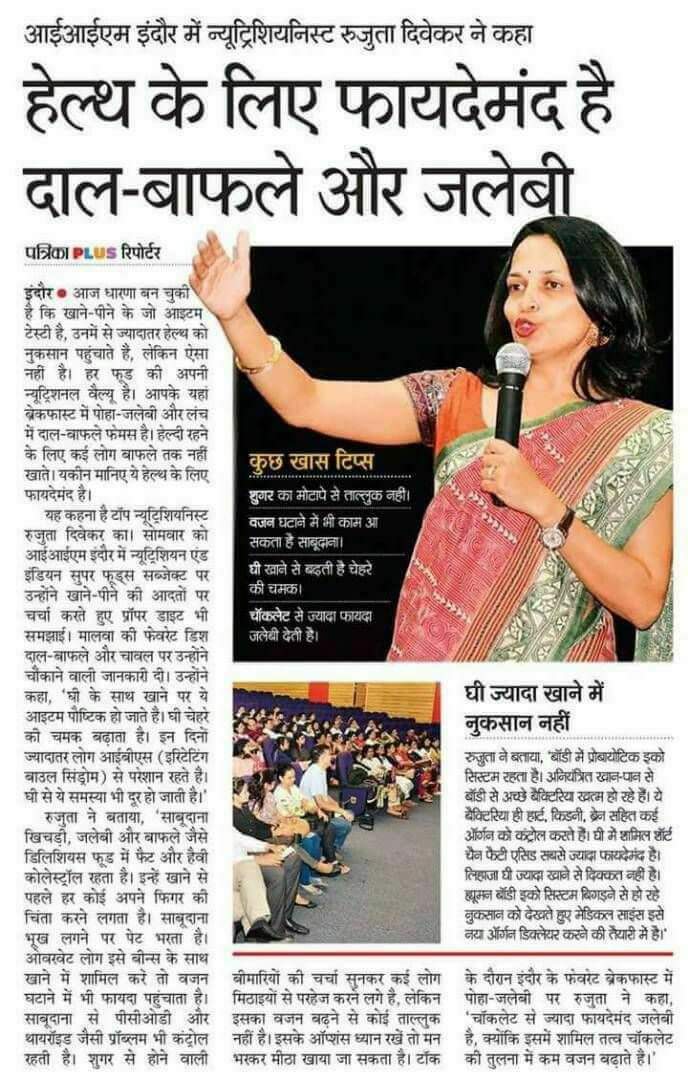 आईआईएम इंदौर में न्यूट्रिशियनिस्ट रुजुता दिवेकर ने कहा
हेल्थ के लिए फायदेमंद है
दाल-बाफले और जलेबी
पत्रिका PLUS रिपोर्टर
इंदौर ● आज धारणा बन चुकी
है कि खाने-पीने के जो आइटम
टेस्टी है, उनमें से ज्यादातर हेल्थ को
नुकसान पहुंचाते है, लेकिन ऐसा
नहीं है। हर फूड की अपनी
न्यूट्रिशनल वैल्यू है। आपके यहां
ब्रेकफास्ट में पोहा-जलेबी और लंच
में दाल-बाफले फेमस है। हेल्दी रहने
के लिए कई लोग बाफले तक नहीं
खाते। यकीन मानिए ये हेल्थ के लिए
फायदेमंद है।
यह कहना है टॉप न्यूट्रिशियनिस्ट
रुजुता दिवेकर का। सोमवार को
आईआईएम इंदौर में न्यूट्रिशियन एंड
इंडियन सुपर फूड्स सब्जेक्ट पर
उन्होंने खाने-पीने की आदतों पर
चर्चा करते हुए प्रॉपर डाइट भी
समझाई। मालवा की फेवरेट डिश
दाल-बाफले और चावल पर उन्होंने
चौंकाने वाली जानकारी दी। उन्होंने
कहा, 'घी के साथ खाने पर ये
आइटम पौष्टिक हो जाते है। घी चेहरे
की चमक बढ़ाता है। इन दिनों
ज्यादातर लोग आईबीएस (इरिटेटिंग
बाउल सिंड्रोम) से परेशान रहते है।
घी से ये समस्या भी दूर हो जाती है।'
रुजुता ने बताया, 'साबूदाना
खिचड़ी, जलेबी और बाफले जैसे
डिलिशियस फूड में फैट और हैवी
कोलेस्ट्रॉल रहता है। इन्हें खाने से
पहले हर कोई अपने फिगर की
चिंता करने लगता है। साबूदाना
भूख लगने पर पेट भरता है।
ओवरवेट लोग इसे बीन्स के साथ
खाने में शामिल करें तो वजन
घटाने में भी फायदा पहुंचाता है।
साबूदाना से पीसीओडी और
थायरॉइड जैसी प्रॉब्लम भी कंट्रोल
रहती है। शुगर से होने वाली
कुछ खास टिप्स
शुगर का मोटापे से ताल्लुक नहीं।
वजन घटाने में भी काम आ
सकता है साबूदाना।
घी खाने से बढ़ती है चेहरे
की चमक।
चॉकलेट से ज्यादा फायदा
जलेबी देती है।
घी ज्यादा खाने में
नुकसान नहीं
रुजुता ने बताया, 'बॉडी में प्रोबायोटिक इको
सिस्टम रहता है। अनियंत्रित खान-पान से
बॉडी से अच्छे बैक्टिरिया खत्म हो रहे हैं। ये
बैक्टिरिया ही हार्ट, किडनी, ब्रेन सहित कई
ऑर्गन को कंट्रोल करते है। घी मे शामिल शॉर्ट
चैन फैटी एसिड सबसे ज्यादा फायदेमंद है।
लिहाजा घी ज्यादा खाने से दिक्कत नहीं है।
ह्यूमन बॉडी इको सिस्टम बिगड़ने से हो रहे
नुकसान को देखते हुए मेडिकल साइंस इसे
नया ऑर्गन डिक्लेयर करने की तैयारी मे है।'
बीमारियों की चर्चा सुनकर कई लोग
मिठाइयों से परहेज करने लगे है, लेकिन
इसका वजन बढ़ने से कोई ताल्लुक
नहीं है। इसके ऑप्शंस ध्यान रखें तो मन
भरकर मीठा खाया जा सकता है। टॉक
के दौरान इंदौर के फेवरेट ब्रेकफास्ट में
पोहा-जलेबी पर रुजुता ने कहा,
'चॉकलेट से ज्यादा फायदेमंद जलेबी
है, क्योंकि इसमें शामिल तत्व चॉकलेट
की तुलना में कम वजन बढ़ाते है।'